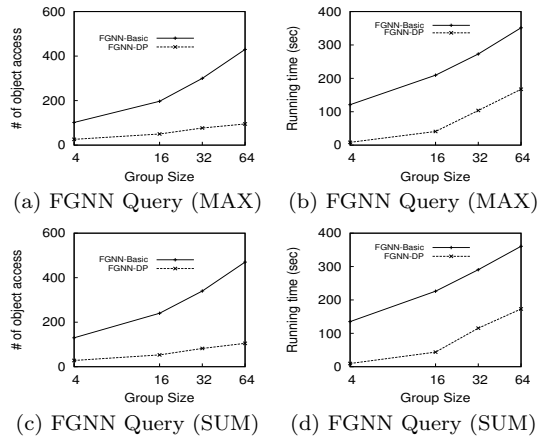 600
400
200
0
# of object access
FGNN-Basic
FGNN-DP
4 16 32 64
Group Size
(a) FGNN Query (MAX)
400
300
200
100
0
Running time (sec)
FGNN-Basic
FGNN-DP
4 16 32 64
Group Size
(b) FGNN Query (MAX)
600
400
200
0
# of object access
FGNN-Basic
FGNN-DP
4 16 32 64
Group Size
(c) FGNN Query (SUM)
400
300
200
100
0
Running time (sec)
FGNN-Basic
FGNN-DP
4 16 32 64
Group Size
(d) FGNN Query (SUM)